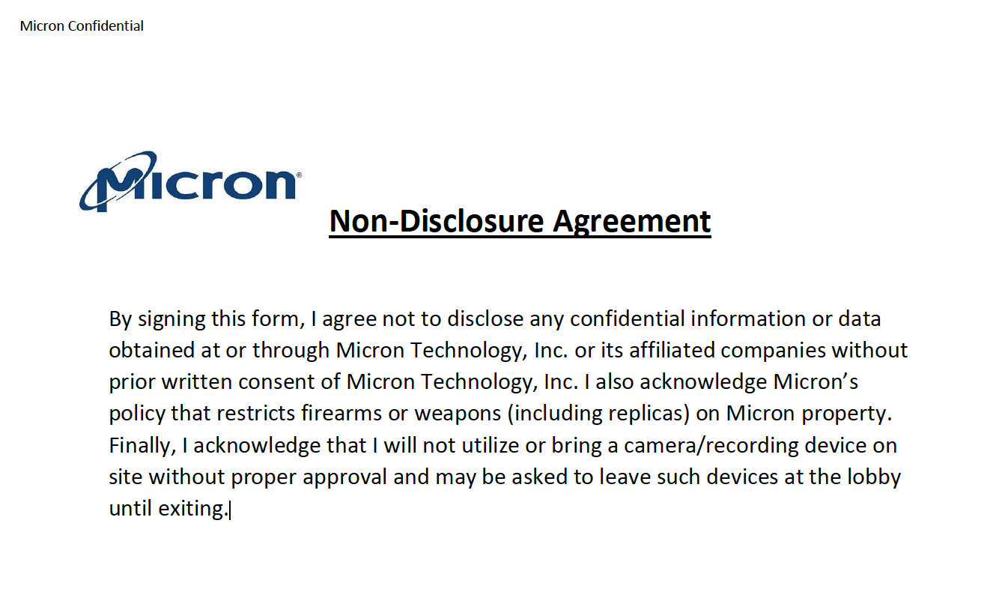 Micron Confidential
Micron®
Non-Disclosure Agreement
By signing this form, I agree not to disclose any confidential information or data
obtained at or through Micron Technology, Inc. or its affiliated companies without
prior written consent of Micron Technology, Inc. I also acknowledge Micron’s
policy that restricts firearms or weapons (including replicas) on Micron property.
Finally, I acknowledge that I will not utilize or bring a camera/recording device on
site without proper approval and may be asked to leave such devices at the lobby
until exiting.